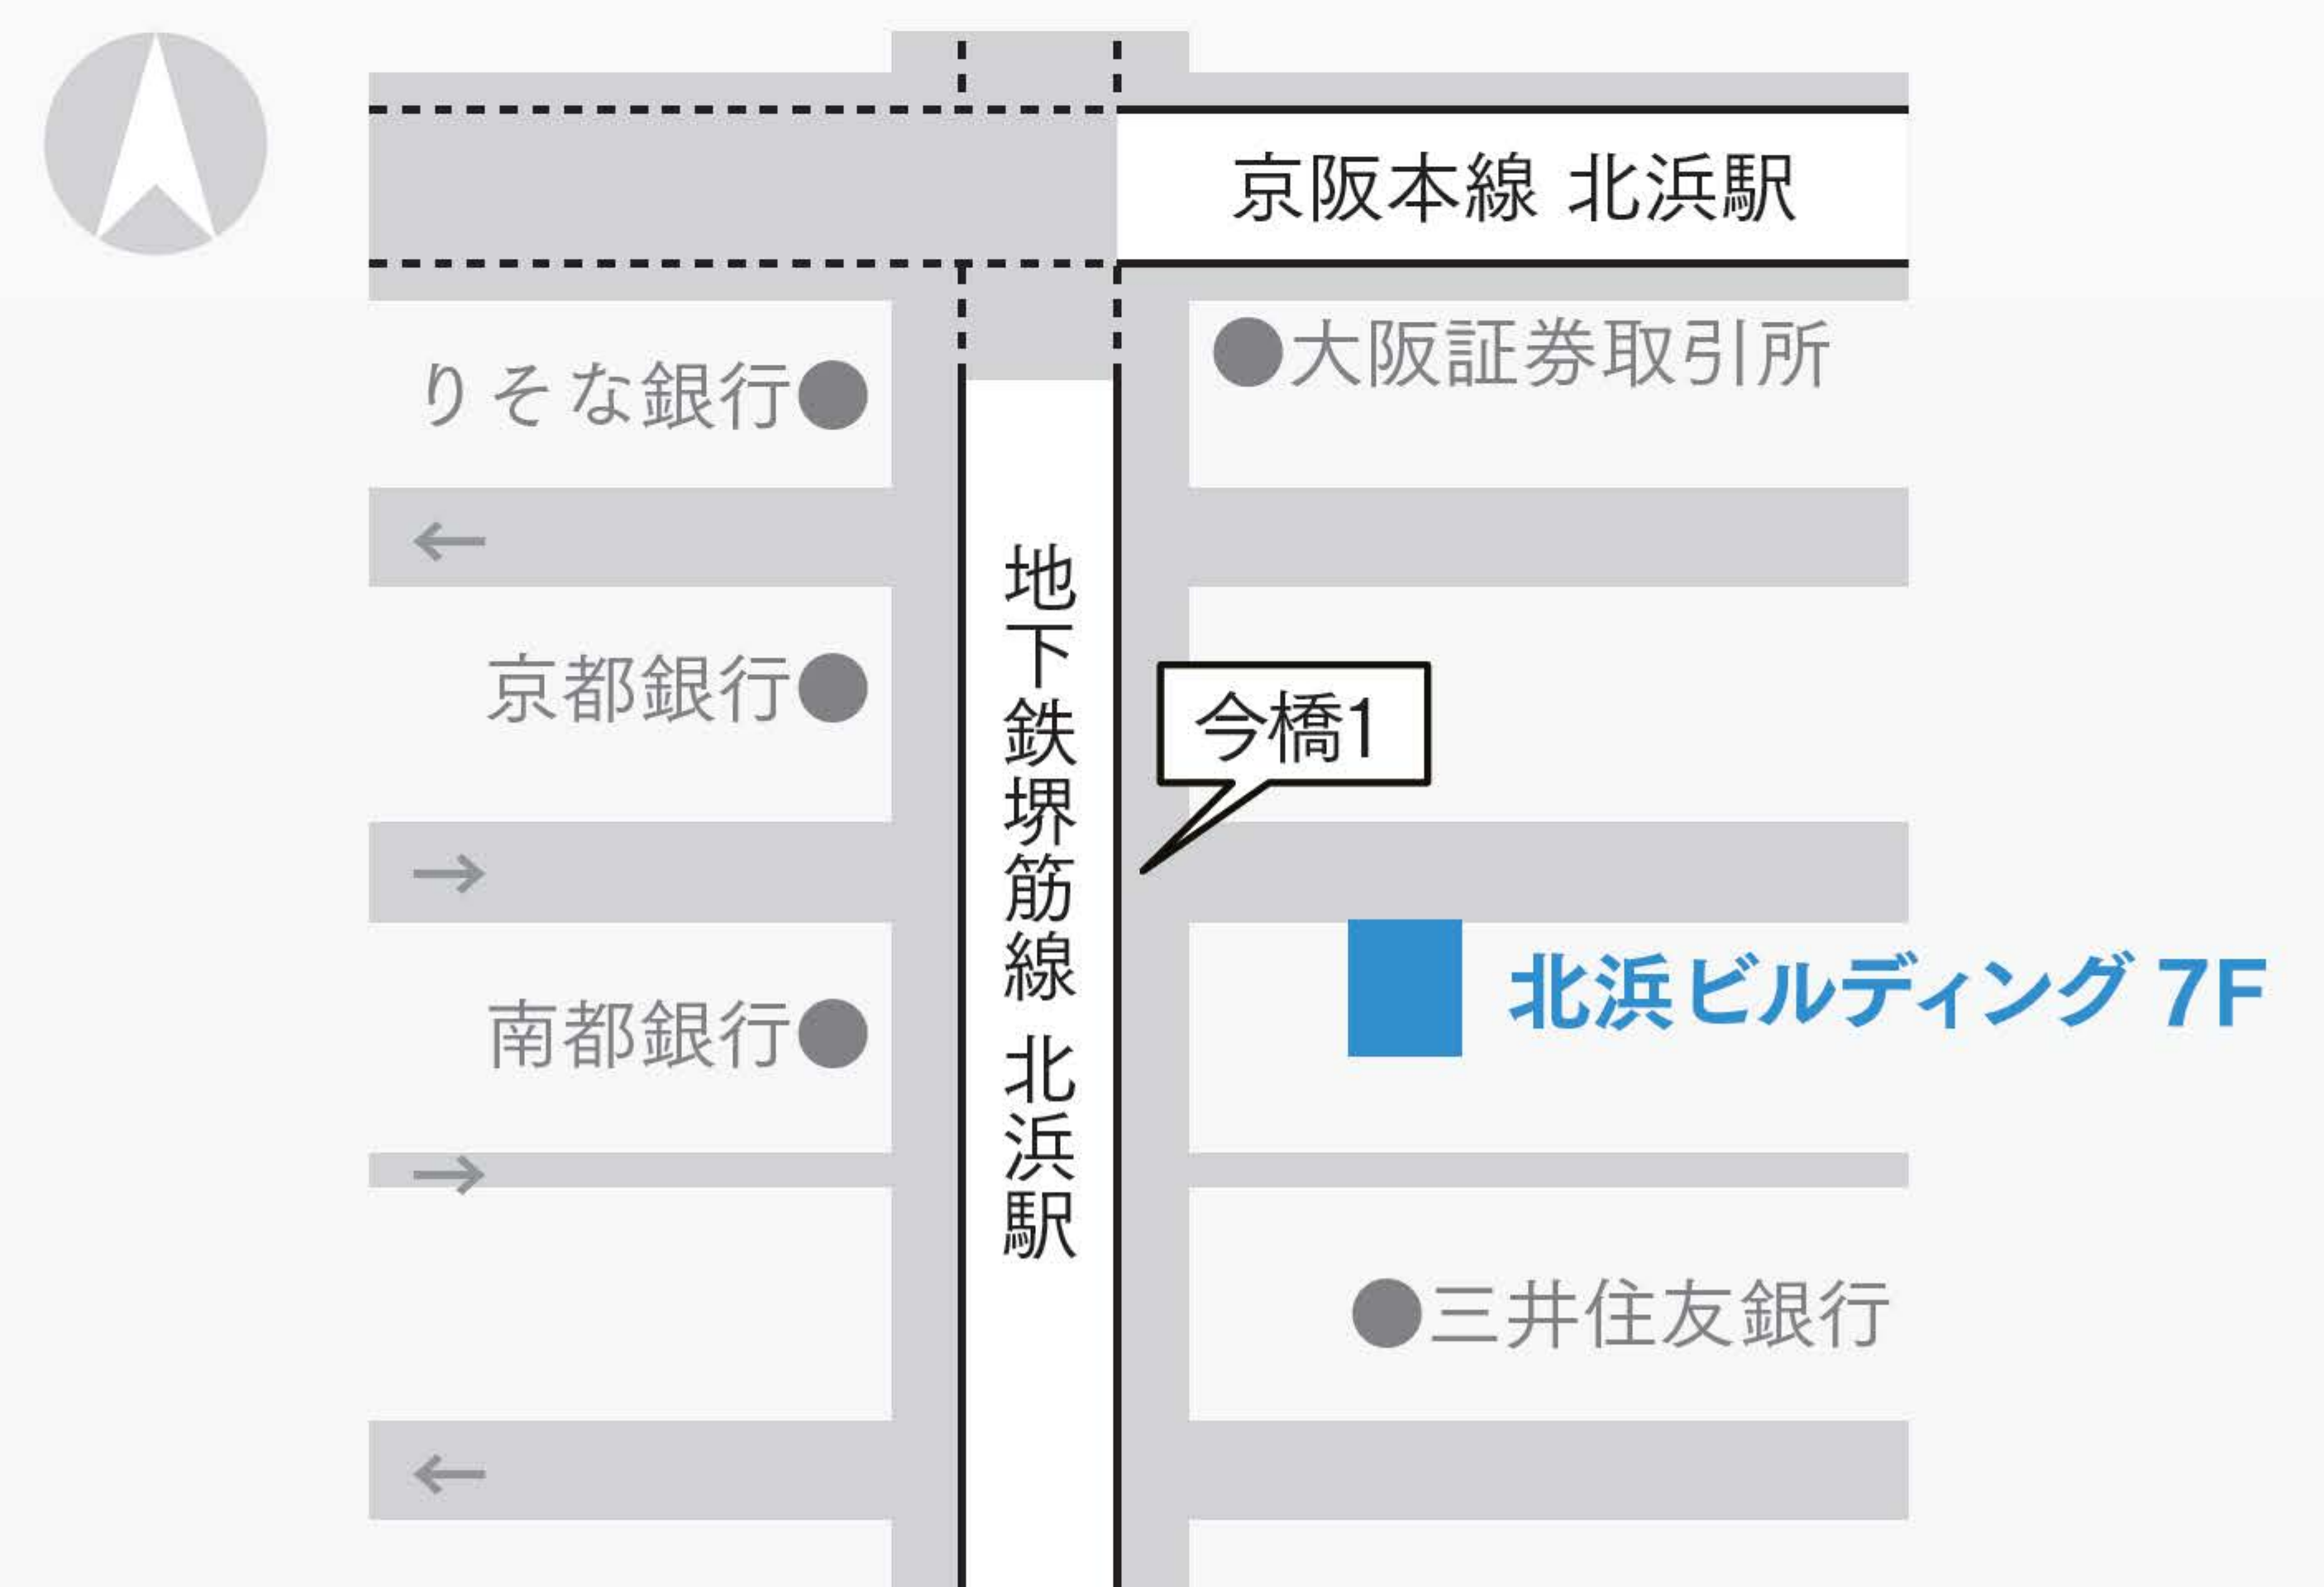 京阪本線 北浜駅
●大阪証券取引所
りそな銀行●
地下鉄堺筋線 北浜駅
京都銀行●
今橋1
北浜ビルディング 7F
南都銀行●
●三井住友銀行